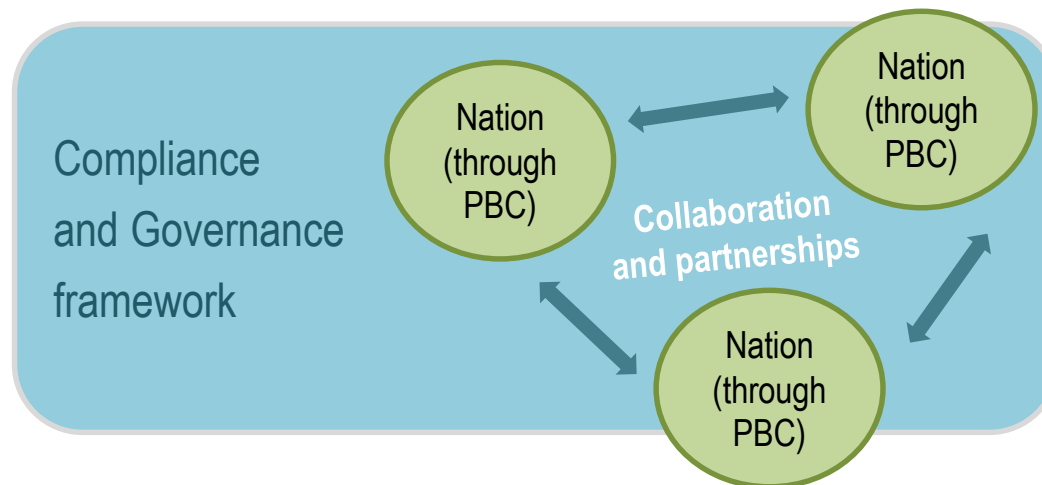 Compliance
and Governance
framework
Nation
(through
PBC)
Nation
(through
PBC)
Collaboration
and partnerships
Nation
(through
PBC)